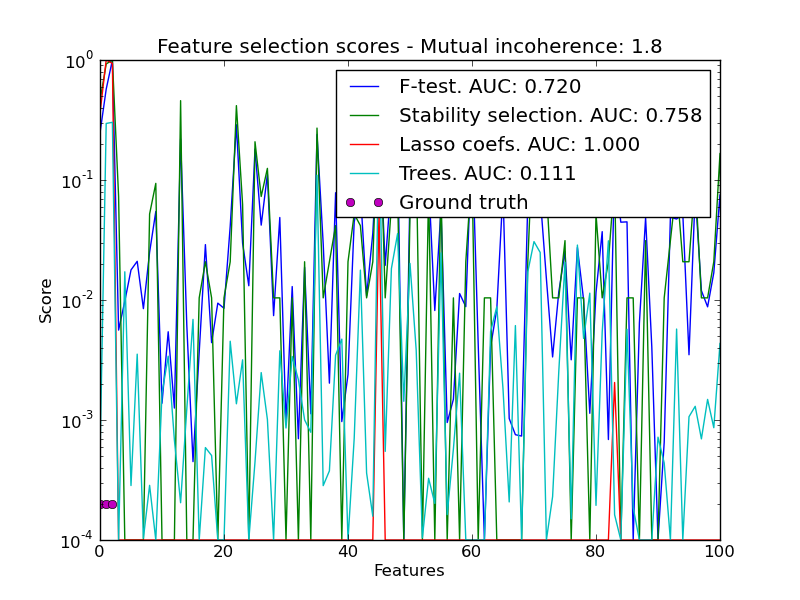 Feature selection scores - Mutual incoherence: 1.8
10^0
F-test. AUC: 0.720
Stability selection. AUC: 0.758
Lasso coefs. AUC: 1.000
Trees. AUC: 0.111
Ground truth
10^-1
10^-2
Score
10^-3
10^-4
0 20 40 60 80 100
Features